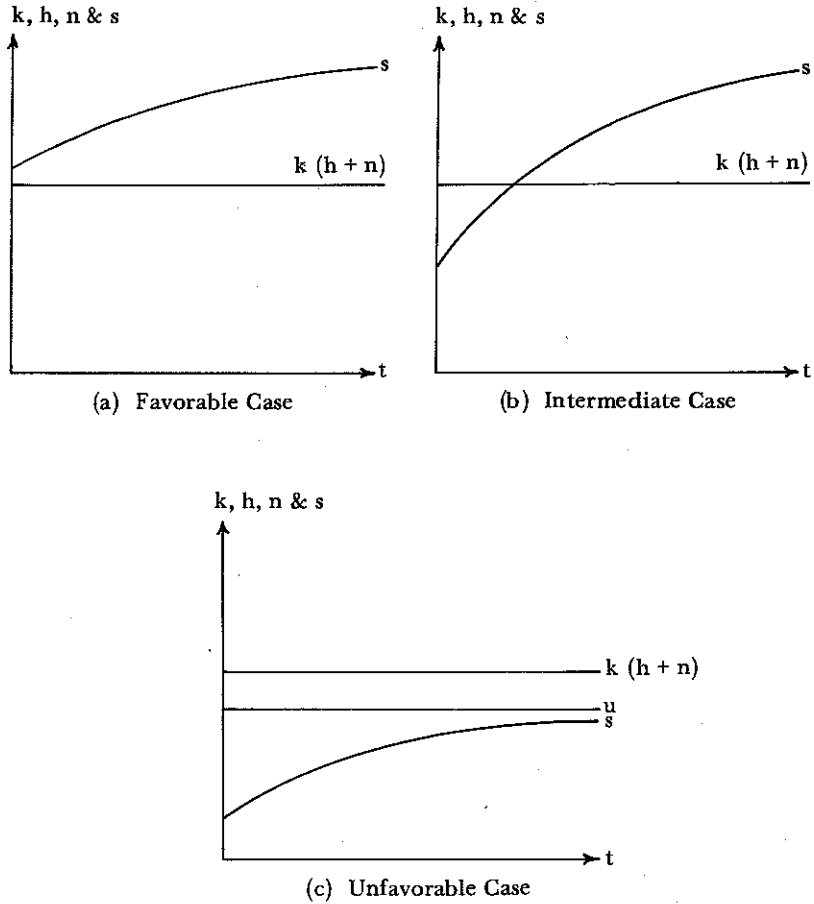 k, h, n & s
s
k (h + n)
t
(a) Favorable Case
k, h, n & s
s
k (h + n)
t
(b) Intermediate Case
k, h, n & s
k (h + n)
u
s
t
(c) Unfavorable Case